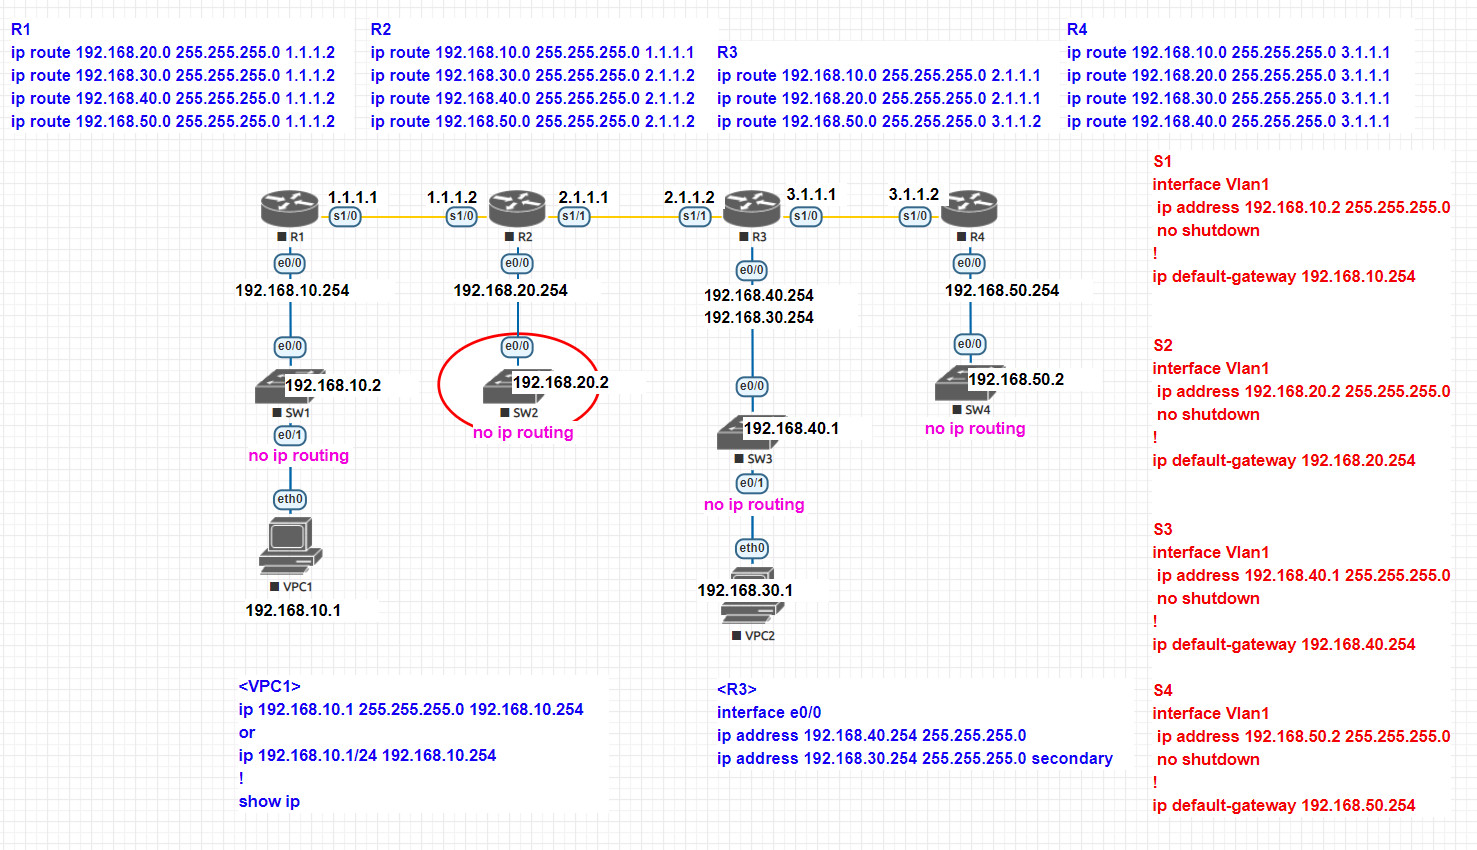 R1
ip route 192.168.20.0 255.255.255.0 1.1.1.2
ip route 192.168.30.0 255.255.255.0 1.1.1.2
ip route 192.168.40.0 255.255.255.0 1.1.1.2
ip route 192.168.50.0 255.255.255.0 1.1.1.2
R2
ip route 192.168.10.0 255.255.255.0 1.1.1.1
ip route 192.168.30.0 255.255.255.0 2.1.1.2
ip route 192.168.40.0 255.255.255.0 2.1.1.2
ip route 192.168.50.0 255.255.255.0 2.1.1.2
R3
ip route 192.168.10.0 255.255.255.0 2.1.1.1
ip route 192.168.20.0 255.255.255.0 2.1.1.1
ip route 192.168.50.0 255.255.255.0 3.1.1.2
R4
ip route 192.168.10.0 255.255.255.0 3.1.1.1
ip route 192.168.20.0 255.255.255.0 3.1.1.1
ip route 192.168.30.0 255.255.255.0 3.1.1.1
ip route 192.168.40.0 255.255.255.0 3.1.1.1
1.1.1.1
1.1.1.2
2.1.1.1
2.1.1.2
3.1.1.1
3.1.1.2
s1/0
s1/0
s1/1
s1/1
s1/0
s1/0
R1
R2
R3
R4
e0/0
e0/0
e0/0
e0/0
192.168.10.254
192.168.20.254
192.168.40.254
192.168.30.254
192.168.50.254
e0/0
e0/0
e0/0
e0/0
192.168.10.2
SW1
e0/1
no ip routing
192.168.20.2
SW2
no ip routing
192.168.40.1
SW3
e0/1
no ip routing
192.168.50.2
SW4
no ip routing
eth0
VPC1
192.168.10.1
eth0
192.168.30.1
VPC2
<VPC1>
ip 192.168.10.1 255.255.255.0 192.168.10.254
or
ip 192.168.10.1/24 192.168.10.254
!
show ip
<R3>
interface e0/0
ip address 192.168.40.254 255.255.255.0
ip address 192.168.30.254 255.255.255.0 secondary
S1
interface Vlan1
ip address 192.168.10.2 255.255.255.0
no shutdown
!
ip default-gateway 192.168.10.254
S2
interface Vlan1
ip address 192.168.20.2 255.255.255.0
no shutdown
!
ip default-gateway 192.168.20.254
S3
interface Vlan1
ip address 192.168.40.1 255.255.255.0
no shutdown
!
ip default-gateway 192.168.40.254
S4
interface Vlan1
ip address 192.168.50.2 255.255.255.0
no shutdown
!
ip default-gateway 192.168.50.254